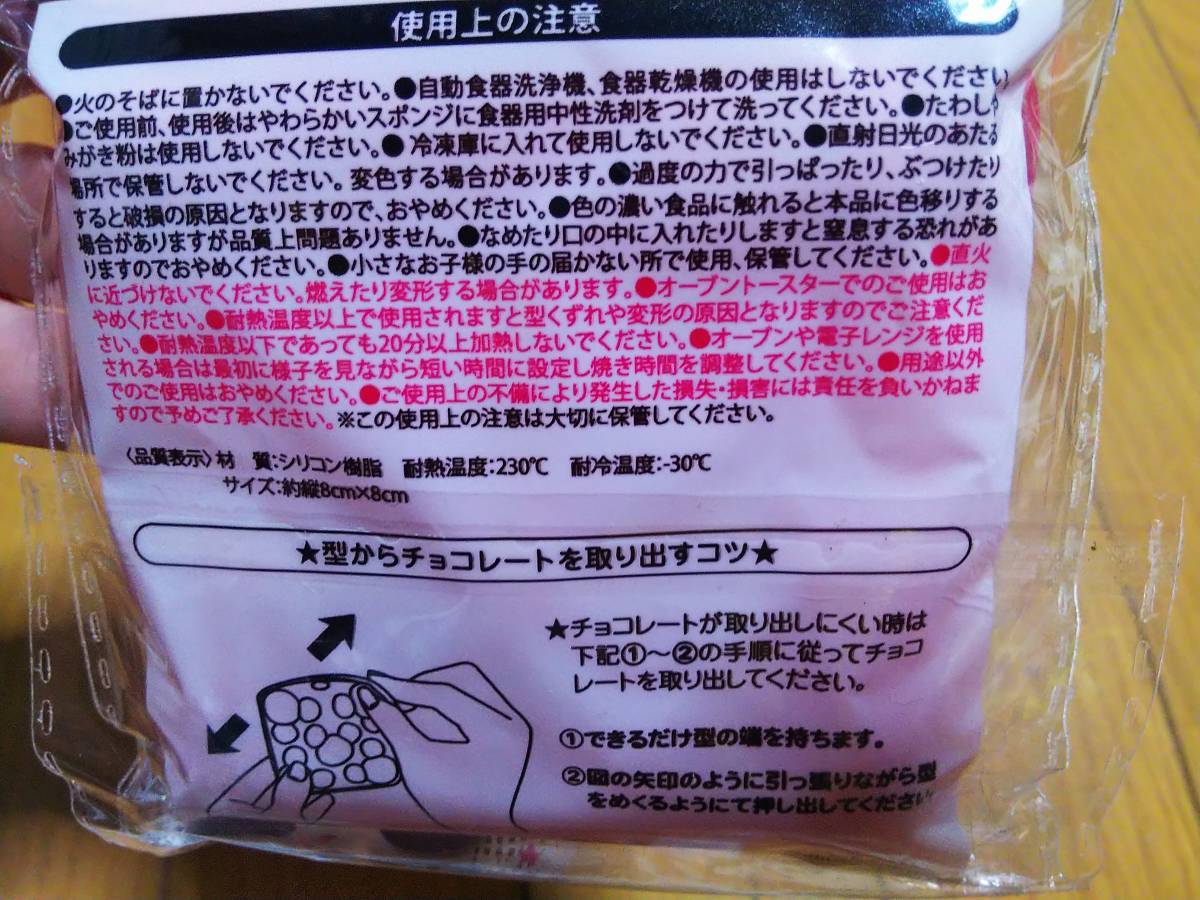 使用上の注意
●火のそばに置かないでください。●自動食器洗浄機、食器乾燥機の使用はしないでください
●ご使用前、使用後はやわらかいスポンジに食器用中性洗剤をつけて洗ってください。●たわしや
みがき粉は使用しないでください。●冷凍庫に入れて使用しないでください。●直射日光のあたる
場所で保管しないでください。変色する場合があります。●過度の力で引っぱったり、ぶつけたり
すると破損の原因となりますので、おやめください。●色の濃い食品に触れると本品に色移りする
場合がありますが品質上問題ありません。●なめたり口の中に入れたりしますと窒息する恐れがあ
りますのでおやめください。●小さなお子様の手の届かない所で使用、保管してください。●直火
に近づけないでください。燃えたり変形する場合があります。●オーブントースターでのご使用はお
やめください。●耐熱温度以上で使用されますと型くずれや変形の原因となりますのでご注意くだ
さい。●耐熱温度以下であっても20分以上加熱しないでください。●オーブンや電子レンジを使用
される場合は最初に様子を見ながら短い時間に設定し焼き時間を調整してください。●用途以外
でのご使用はおやめください。●ご使用上の不備により発生した損失・損害には責任を負いかねま
すので予めご了承ください。※この使用上の注意は大切に保管してください。
〈品質表示〉材　質:シリコン樹脂　耐熱温度:230℃　耐冷温度:-30℃
サイズ:約縦8cm×8cm
★型からチョコレートを取り出すコツ★
★チョコレートが取り出しにくい時は
下記①〜②の手順に従ってチョコ
レートを取り出してください。
①できるだけ型の端を持ちます。
②図の矢印のように引っ張りながら型
をめくるようにて押し出してください